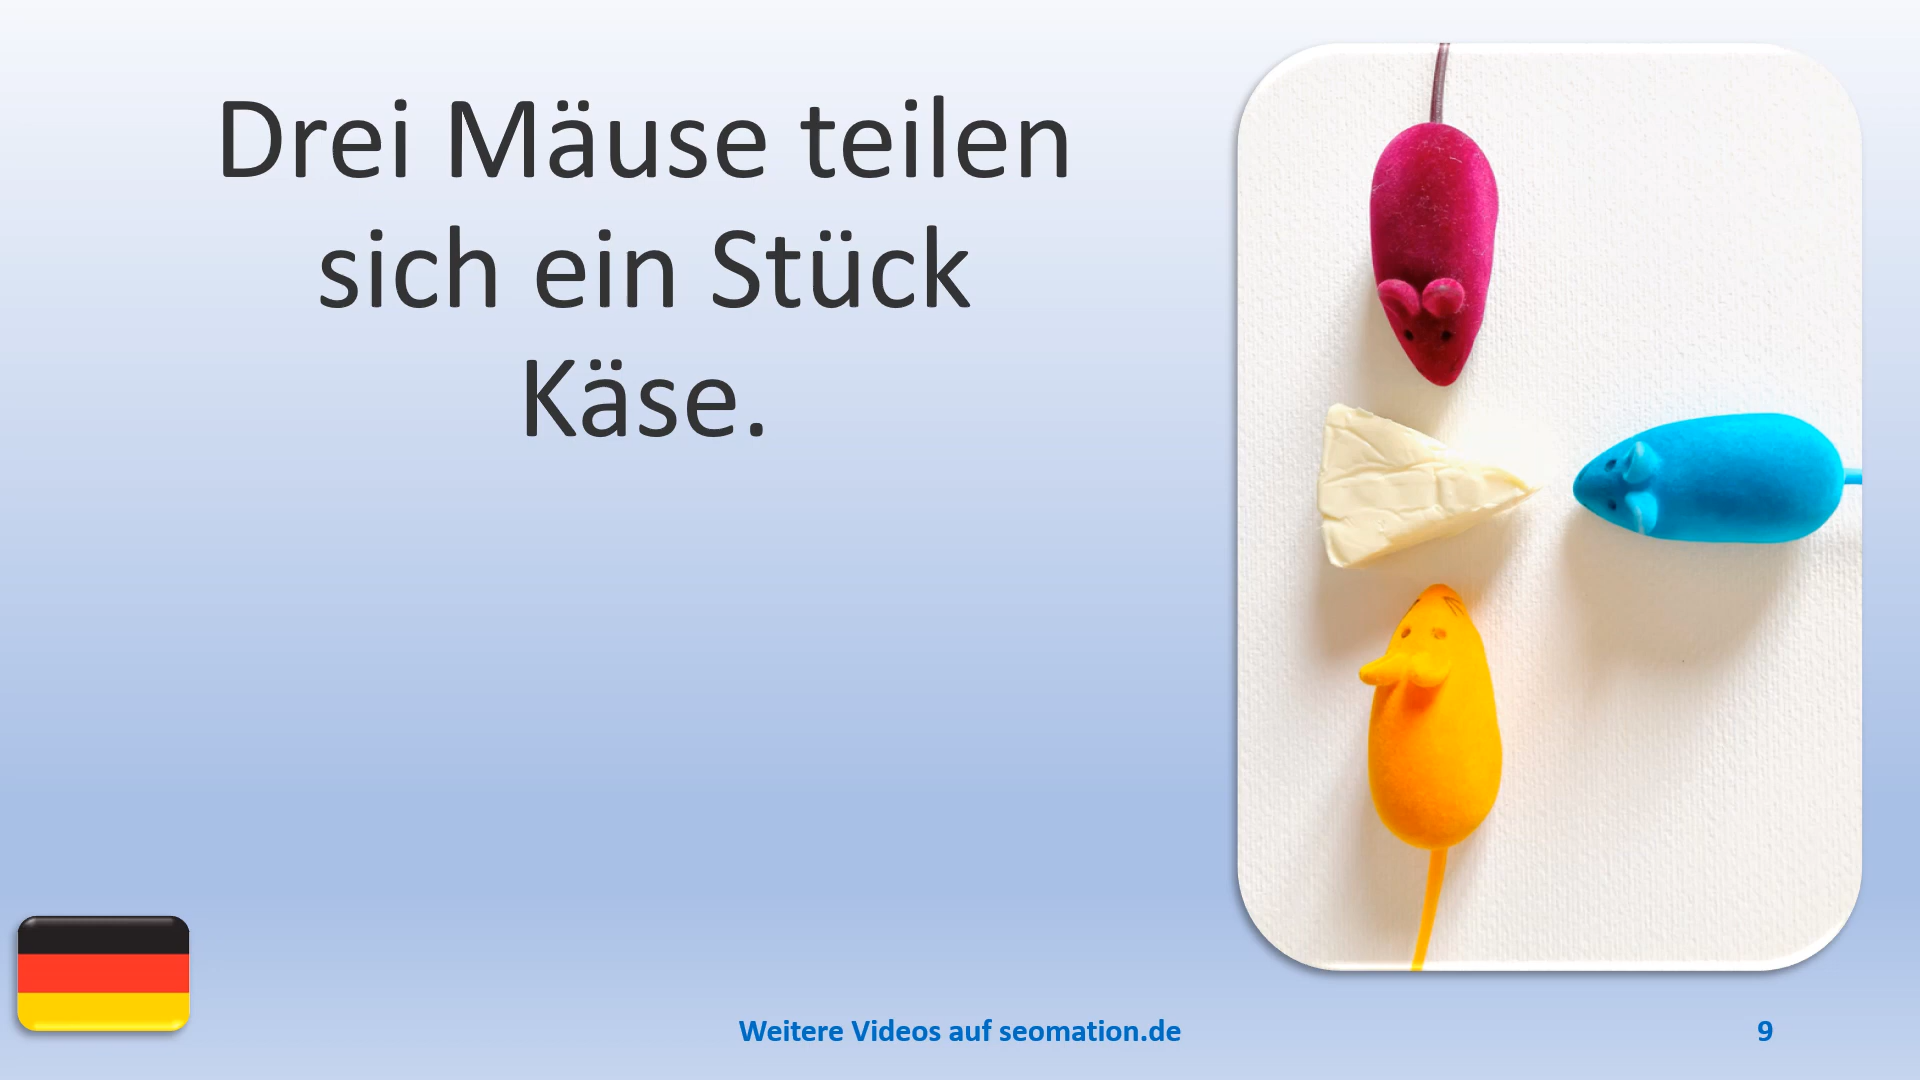 Drei Mäuse teilen
sich ein Stück
Käse.
Weitere Videos auf seomation.de
9